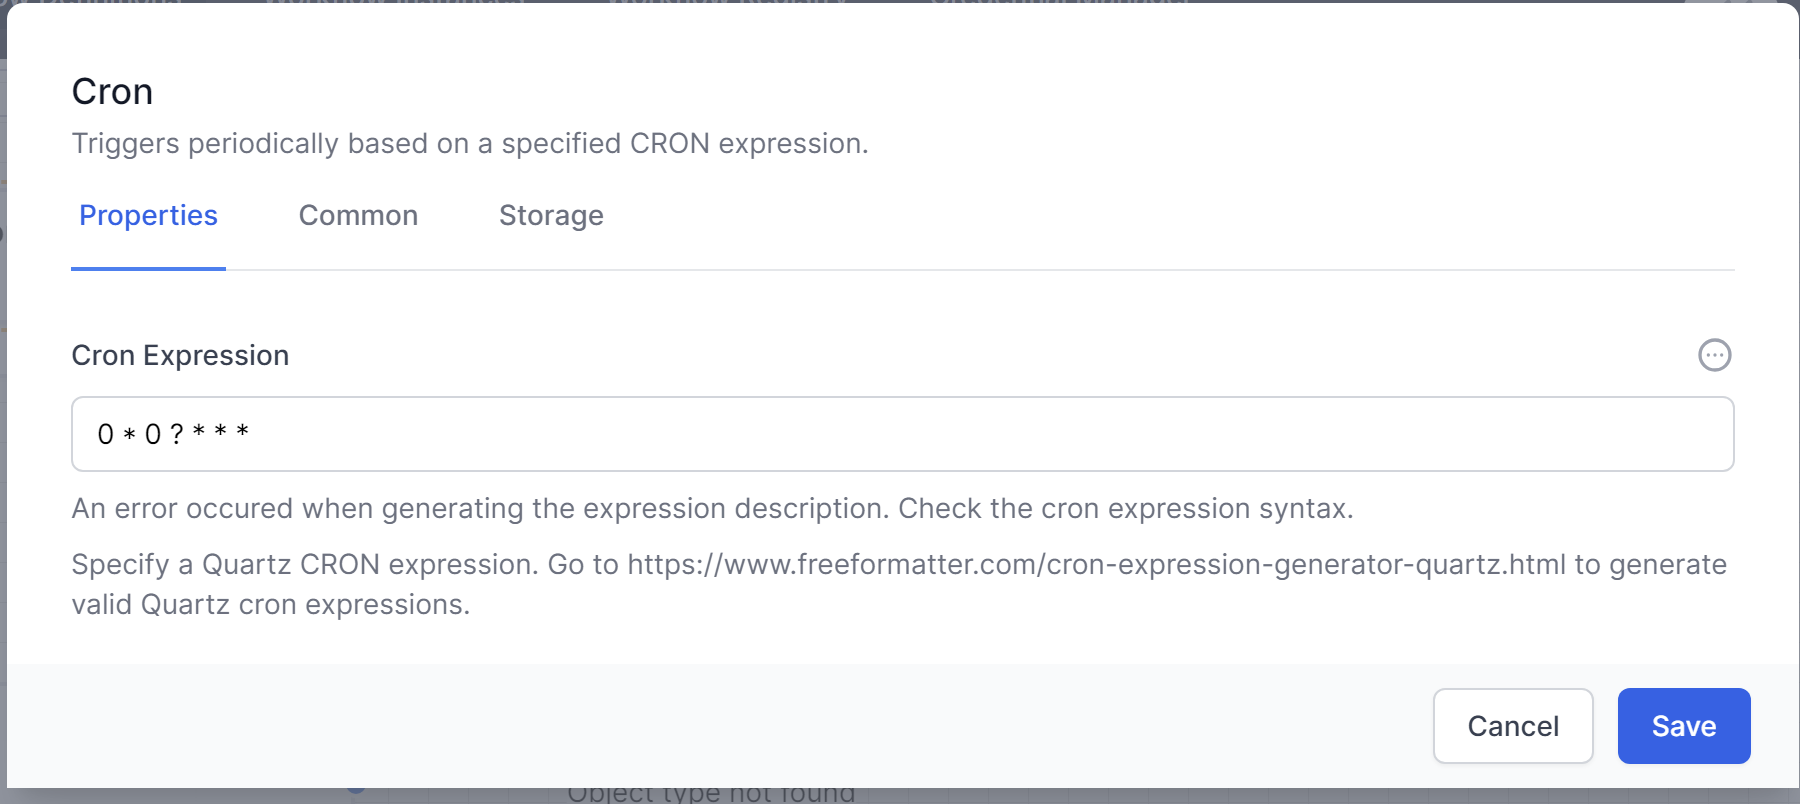 Cron
Triggers periodically based on a specified CRON expression.
Properties Common Storage
Cron Expression
0 * 0 ? * * *
An error occured when generating the expression description. Check the cron expression syntax.
Specify a Quartz CRON expression. Go to https://www.freeformatter.com/cron-expression-generator-quartz.html to generate
valid Quartz cron expressions.
Cancel Save
Object type not found